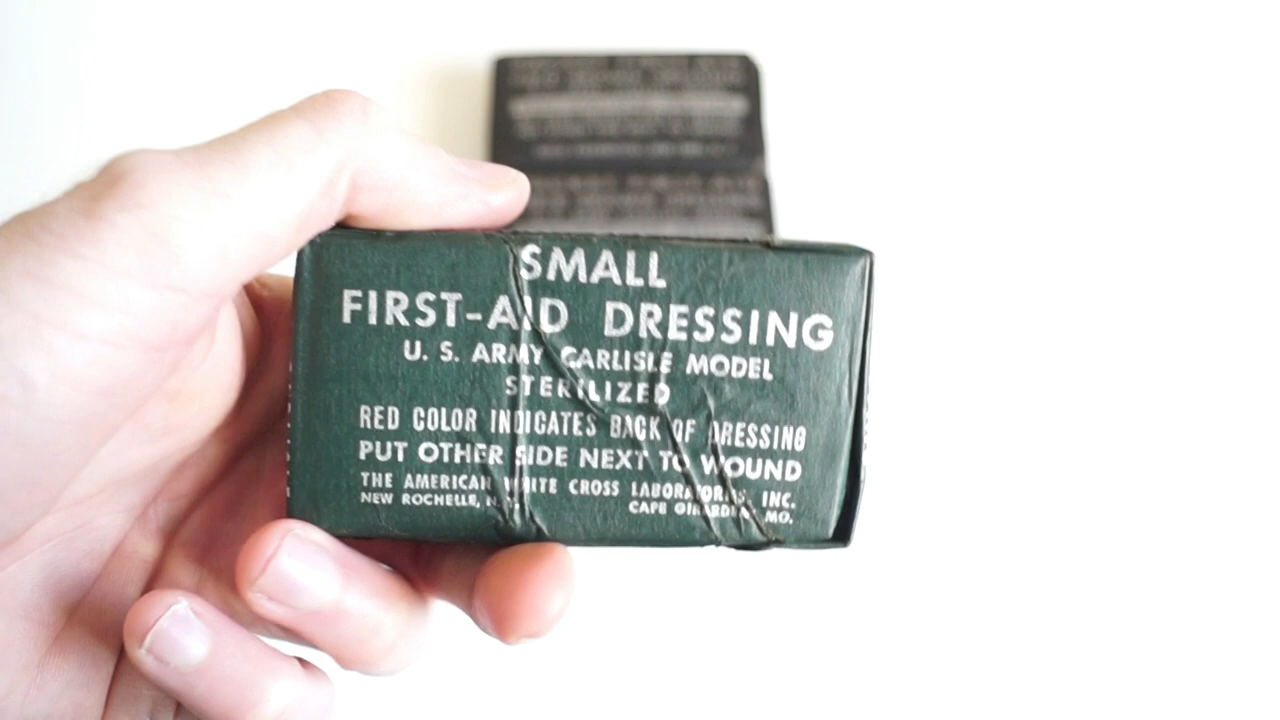 SMALL
FIRST-AID DRESSING
U. S. ARMY CARLISLE MODEL
STERILIZED
RED COLOR INDICATES BACK OF DRESSING
PUT OTHER SIDE NEXT TO WOUND
THE AMERICAN WHITE CROSS LABORATORIES, INC.
NEW ROCHELLE, N. Y. CAPE GIRARDEAU, MO.